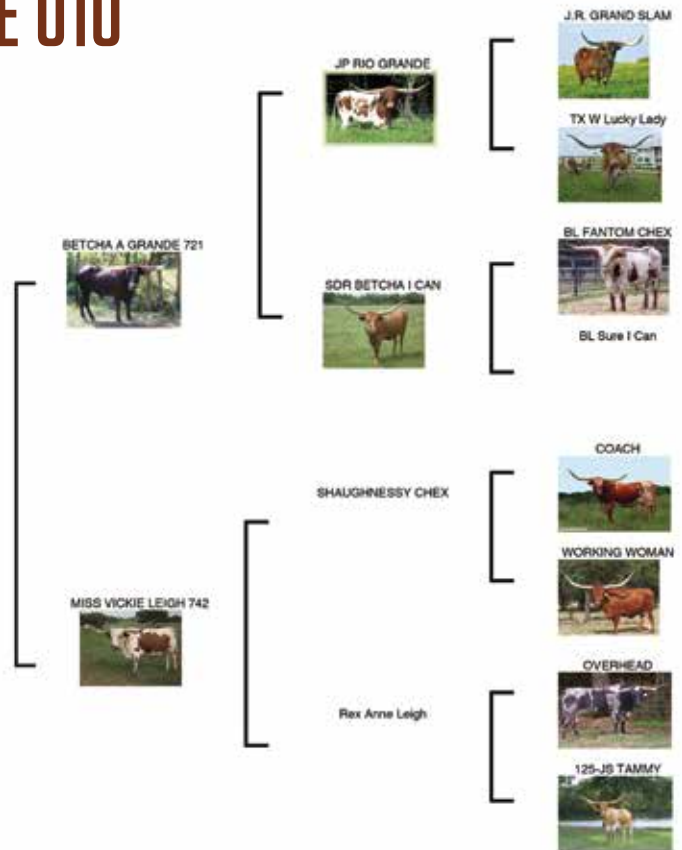 E 010
J.R. GRAND SLAM
JP RIO GRANDE
TX W Lucky Lady
BETCHA A GRANDE 721
BL FANTOM CHEX
SDR BETCHA I CAN
BL Sure I Can
COACH
SHAUGHNESSY CHEX
WORKING WOMAN
MISS VICKIE LEIGH 742
OVERHEAD
Rex Anne Leigh
125-JS TAMMY